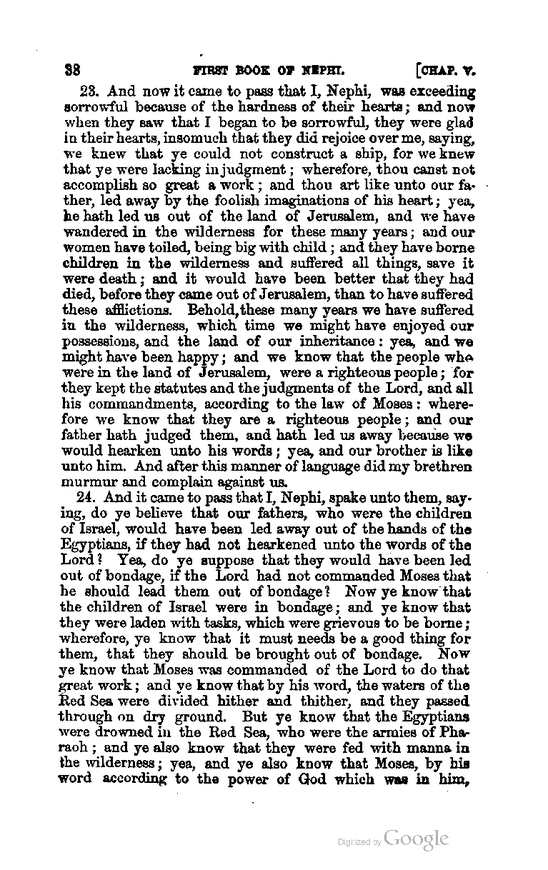 38 FIRST BOOK OF NEPHI. [CHAP. V.
23. And now it came to pass that I, Nephi, was exceeding
sorrowful because of the hardness of their hearts; and now
when they saw that I began to be sorrowful, they were glad
in their hearts, insomuch that they did rejoice over me, saying,
we knew that ye could not construct a ship, for we knew
that ye were lacking in judgment; wherefore, thou canst not
accomplish so great a work; and thou art like unto our fa-
ther, led away by the foolish imaginations of his heart; yea,
he hath led us out of the land of Jerusalem, and we have
wandered in the wilderness for these many years; and our
women have toiled, being big with child; and they have borne
children in the wilderness and suffered all things, save it
were death; and it would have been better that they had
died, before they came out of Jerusalem, than to have suffered
these afflictions. Behold, these many years we have suffered
in the wilderness, which time we might have enjoyed our
possessions, and the land of our inheritance: yea, and we
might have been happy; and we know that the people who
were in the land of Jerusalem, were a righteous people; for
they kept the statutes and the judgments of the Lord, and all
his commandments, according to the law of Moses: where-
fore we know that they are a righteous people; and our
father hath judged them, and hath led us away because we
would hearken unto his words; yea, and our brother is like
unto him. And after this manner of language did my brethren
murmur and complain against us.
24. And it came to pass that I, Nephi, spake unto them, say-
ing, do ye believe that our fathers, who were the children
of Israel, would have been led away out of the hands of the
Egyptians, if they had not hearkened unto the words of the
Lord? Yea, do ye suppose that they would have been led
out of bondage, if the Lord had not commanded Moses that
he should lead them out of bondage? Now ye know that
the children of Israel were in bondage; and ye know that
they were laden with tasks, which were grievous to be borne;
wherefore, ye know that it must needs be a good thing for
them, that they should be brought out of bondage. Now
ye know that Moses was commanded of the Lord to do that
great work; and ye know that by his word, the waters of the
Red Sea were divided hither and thither, and they passed
through on dry ground. But ye know that the Egyptians
were drowned in the Red Sea, who were the armies of Pha-
raoh; and ye also know that they were fed with manna in
the wilderness; yea, and ye also know that Moses, by his
word according to the power of God which was in him,
Digitized by Google